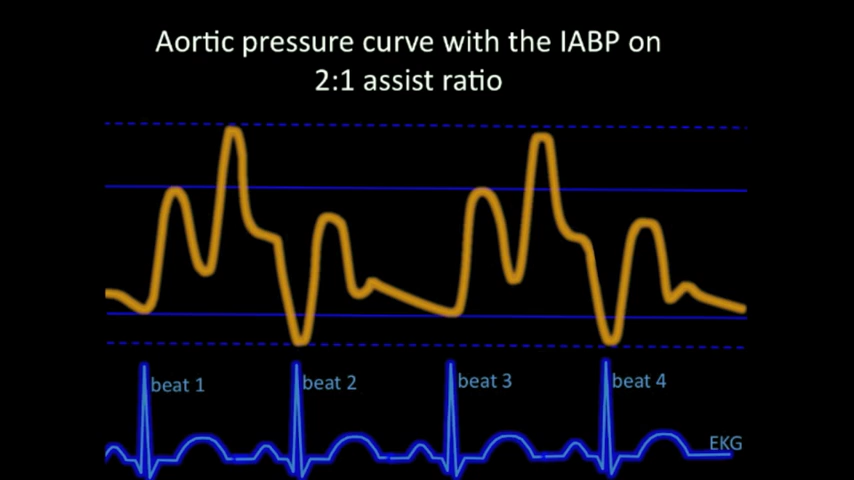 Aortic pressure curve with the IABP on
2:1 assist ratio
beat 1
beat 2
beat 3
beat 4
EKG